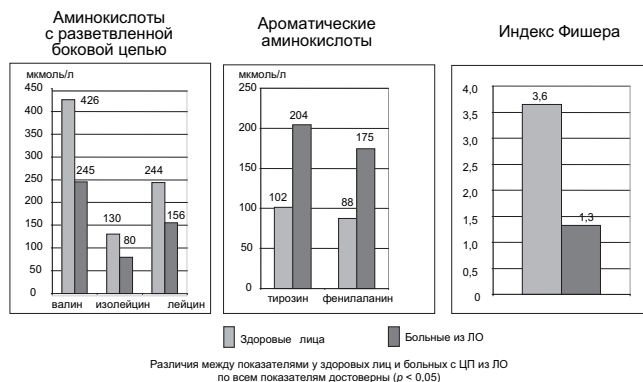 Аминокислоты
с разветвленной
боковой цепью
мкмоль/л
450
400
350
300
250
200
150
100
50
0
426
245
130
80
244
156
валин изолейцин лейцин
Ароматические
аминокислоты
мкмоль/л
250
200
150
100
50
0
102
204
88
175
тирозин фенилаланин
Индекс Фишера
4,0
3,5
3,0
2,5
2,0
1,5
1,0
0,5
0
3,6
1,3
Здоровые лица
Больные из ЛО
Различия между показателями у здоровых лиц и больных с ЦП из ЛО
по всем показателям достоверны (p < 0,05)